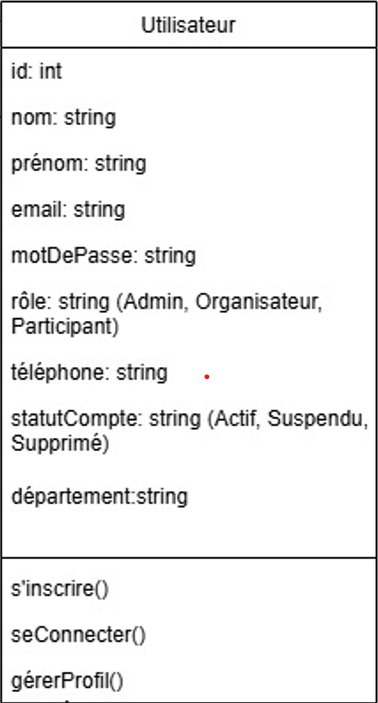 Utilisateur
id: int
nom: string
prénom: string
email: string
motDePasse: string
rôle: string (Admin, Organisateur,
Participant)
téléphone: string
statutCompte: string (Actif, Suspendu,
Supprimé)
département:string
s'inscrire()
seConnecter()
gérerProfil()